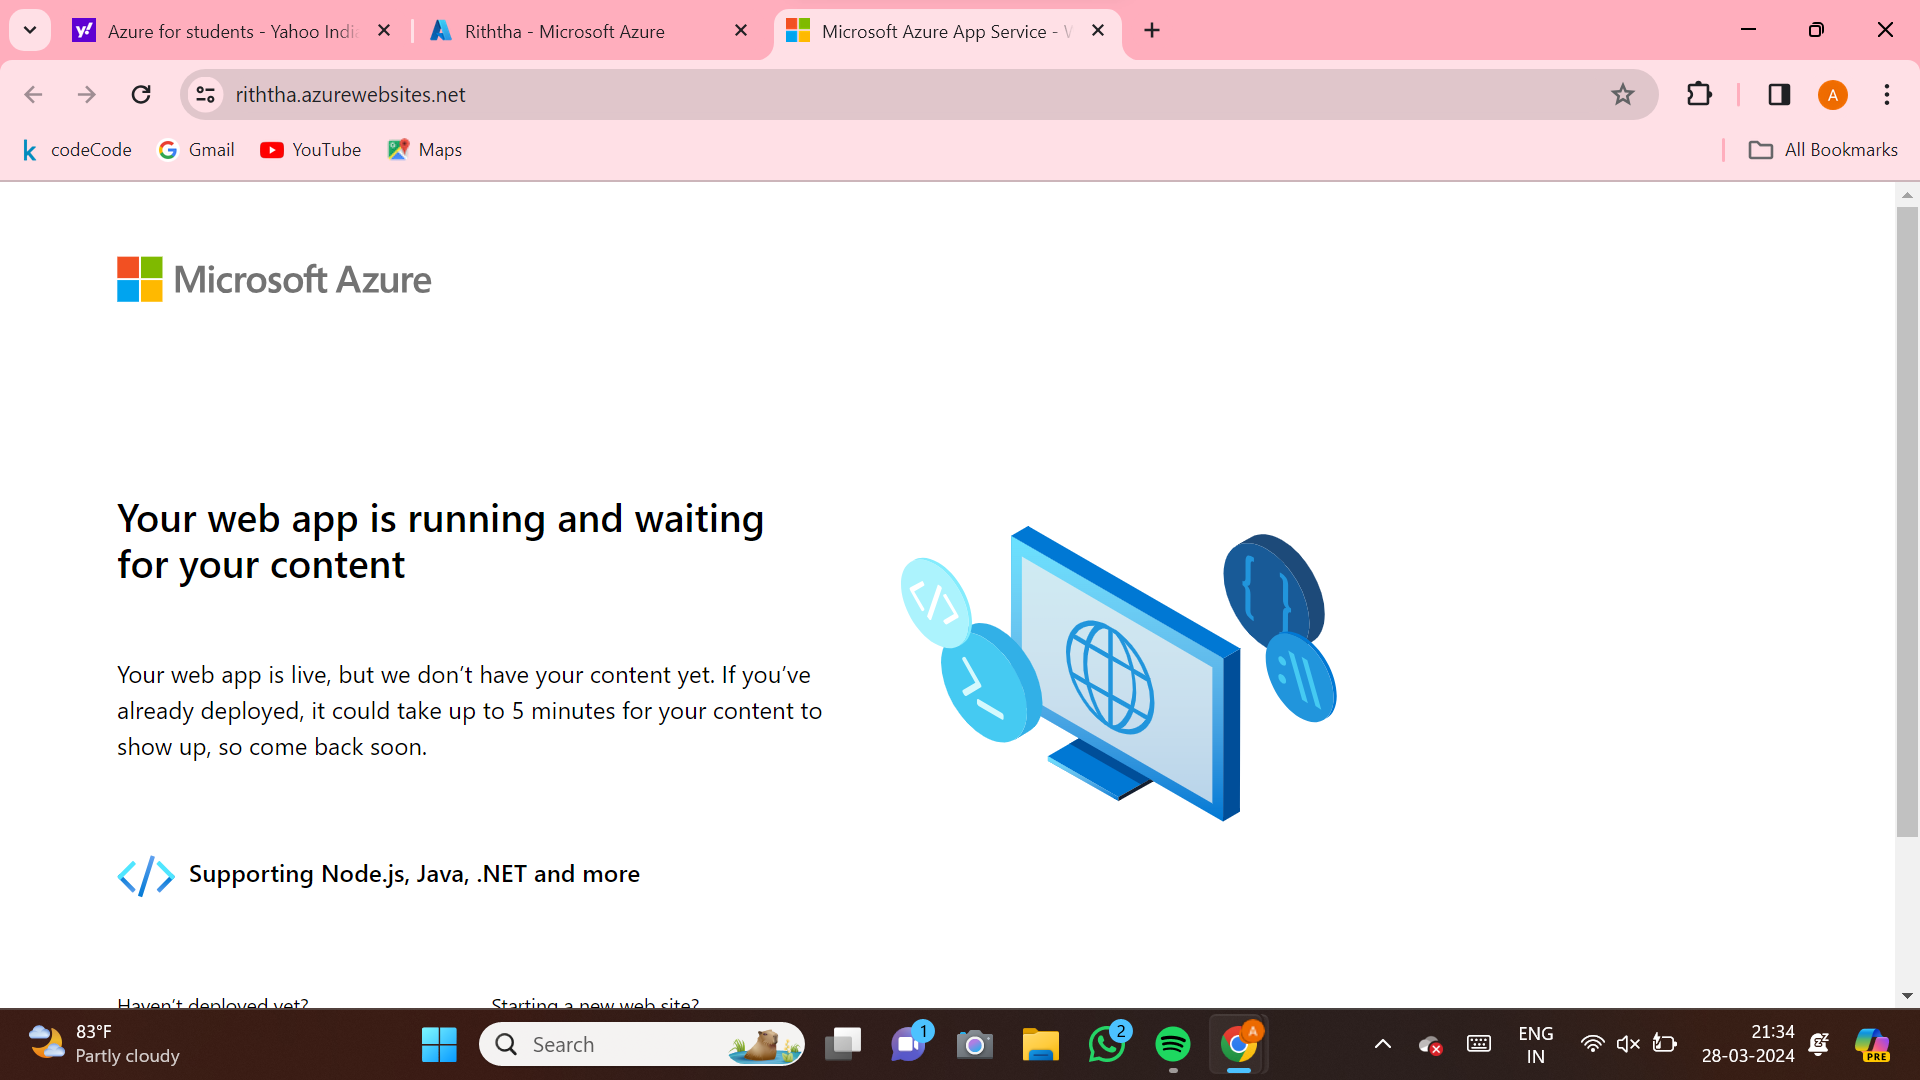 Azure for students - Yahoo Indi
Riththa - Microsoft Azure
Microsoft Azure App Service - W
riththa.azurewebsites.net
A
codeCode
Gmail
YouTube
Maps
All Bookmarks
Microsoft Azure
Your web app is running and waiting
for your content
Your web app is live, but we don’t have your content yet. If you’ve
already deployed, it could take up to 5 minutes for your content to
show up, so come back soon.
Supporting Node.js, Java, .NET and more
Haven’t deployed yet?
Starting a new web site?
83°F
Partly cloudy
Search
1
2
A
ENG
IN
21:34
28-03-2024
PRE